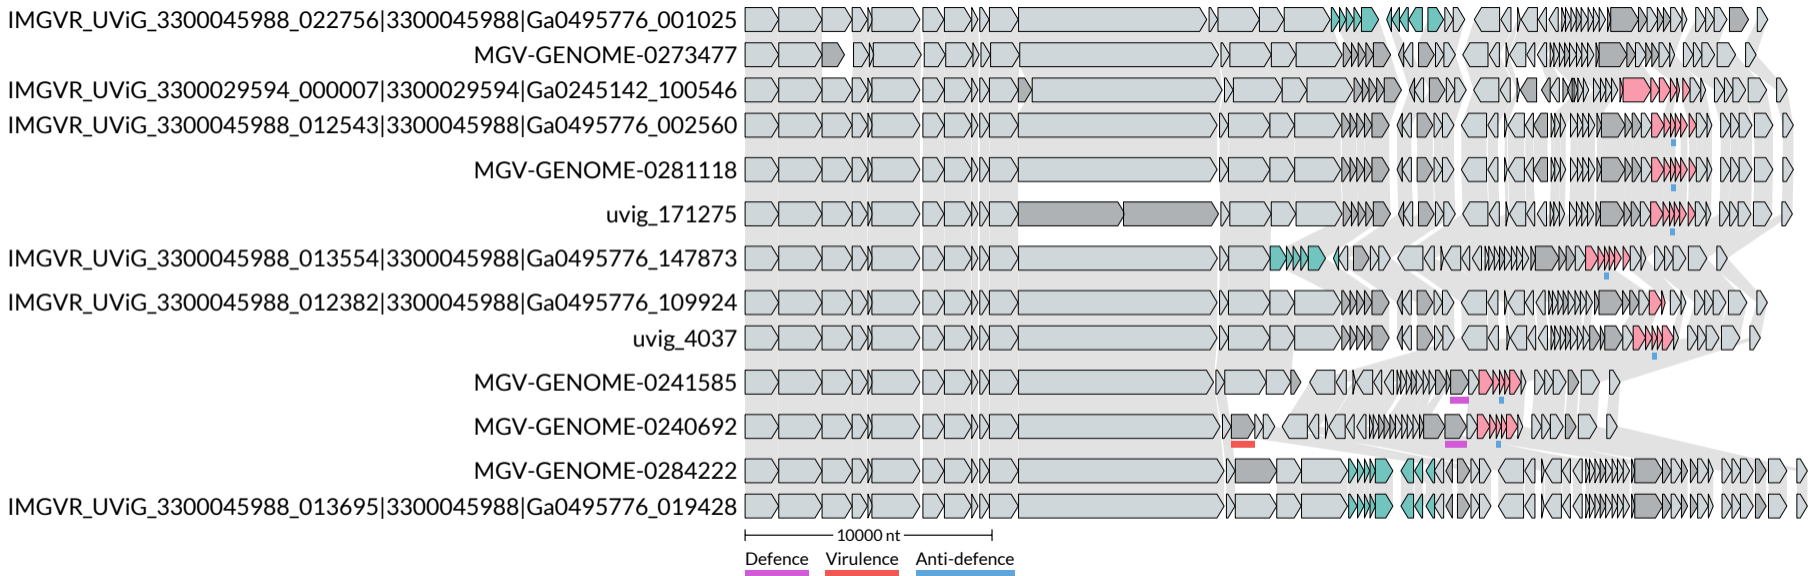 IMGVR_UViG_3300045988_022756|3300045988|Ga0495776_001025
MGV-GENOME-0273477
IMGVR_UViG_3300029594_000007|3300029594|Ga0245142_100546
IMGVR_UViG_3300045988_012543|3300045988|Ga0495776_002560
MGV-GENOME-0281118
uvig_171275
IMGVR_UViG_3300045988_013554|3300045988|Ga0495776_147873
IMGVR_UViG_3300045988_012382|3300045988|Ga0495776_109924
uvig_4037
MGV-GENOME-0241585
MGV-GENOME-0240692
MGV-GENOME-0284222
IMGVR_UViG_3300045988_013695|3300045988|Ga0495776_019428
10000 nt
Defence Virulence Anti-defence